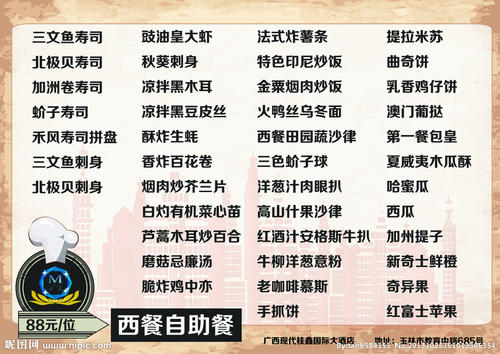 三文鱼寿司
北极贝寿司
加洲卷寿司
蚧子寿司
禾风寿司拼盘
三文鱼刺身
北极贝刺身
豉油皇大虾
秋葵刺身
凉拌黑木耳
凉拌黑豆皮丝
酥炸生蚝
香炸百花卷
烟肉炒芥兰片
白灼有机菜心苗
芦蒿木耳炒百合
磨菇忌廉汤
脆炸鸡中亦
法式炸薯条
特色印尼炒饭
金粟烟肉炒饭
火鸭丝乌冬面
西餐田园蔬沙律
三色蚧子球
洋葱汁肉眼扒
高山什果沙律
红酒汁安格斯牛扒
牛柳洋葱意粉
老咖啡慕斯
手抓饼
提拉米苏
曲奇饼
乳香鸡仔饼
澳门葡挞
第一餐包皇
夏威夷木瓜酥
哈蜜瓜
西瓜
加州提子
新奇士鲜橙
奇异果
红富士苹果
M
88元/位
西餐自助餐
广西现代桂鑫国际大酒店 地址：玉林市教育中路685号
昵图网 www.nipic.com
By:tank584353